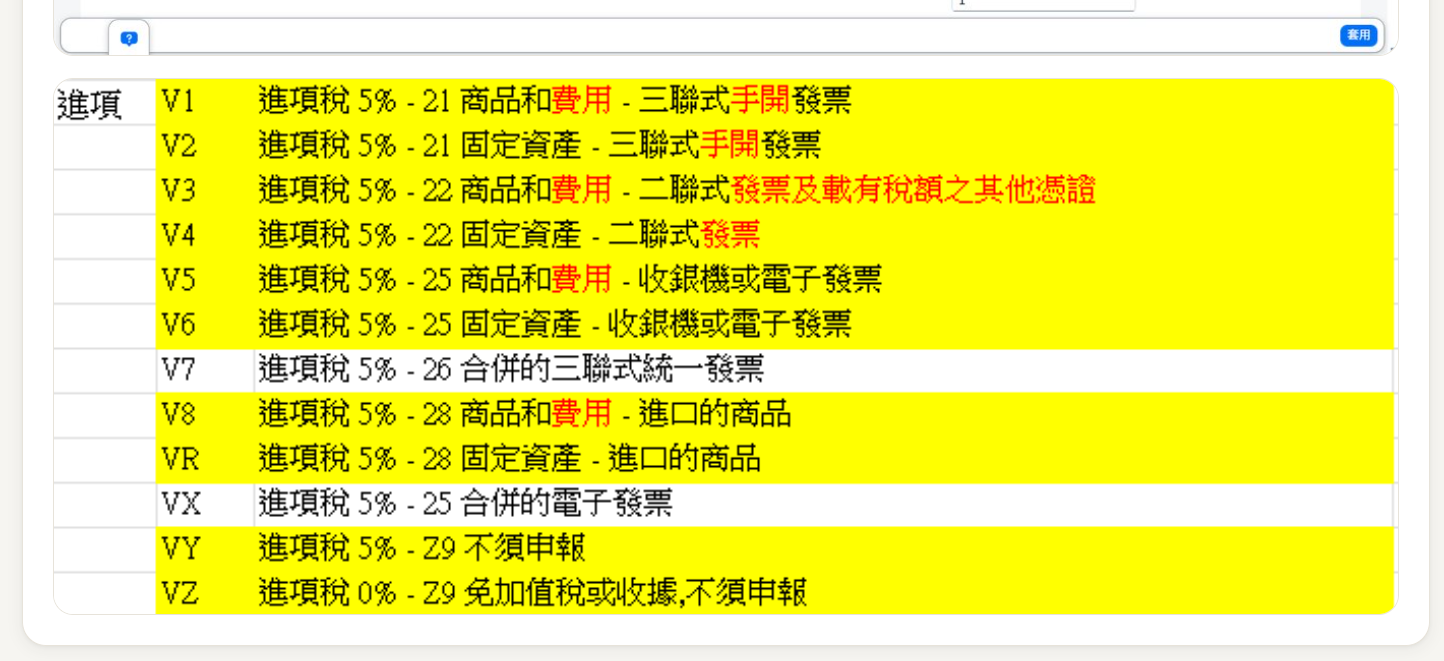 套用
進項 V1 進項稅 5% - 21 商品和費用 - 三聯式手開發票
V2 進項稅 5% - 21 固定資產 - 三聯式手開發票
V3 進項稅 5% - 22 商品和費用 - 二聯式發票及載有稅額之其他憑證
V4 進項稅 5% - 22 固定資產 - 二聯式發票
V5 進項稅 5% - 25 商品和費用 - 收銀機或電子發票
V6 進項稅 5% - 25 固定資產 - 收銀機或電子發票
V7 進項稅 5% - 26 合併的三聯式統一發票
V8 進項稅 5% - 28 商品和費用 - 進口的商品
VR 進項稅 5% - 28 固定資產 - 進口的商品
VX 進項稅 5% - 25 合併的電子發票
VY 進項稅 5% - Z9 不須申報
VZ 進項稅 0% - Z9 免加值稅或收據,不須申報